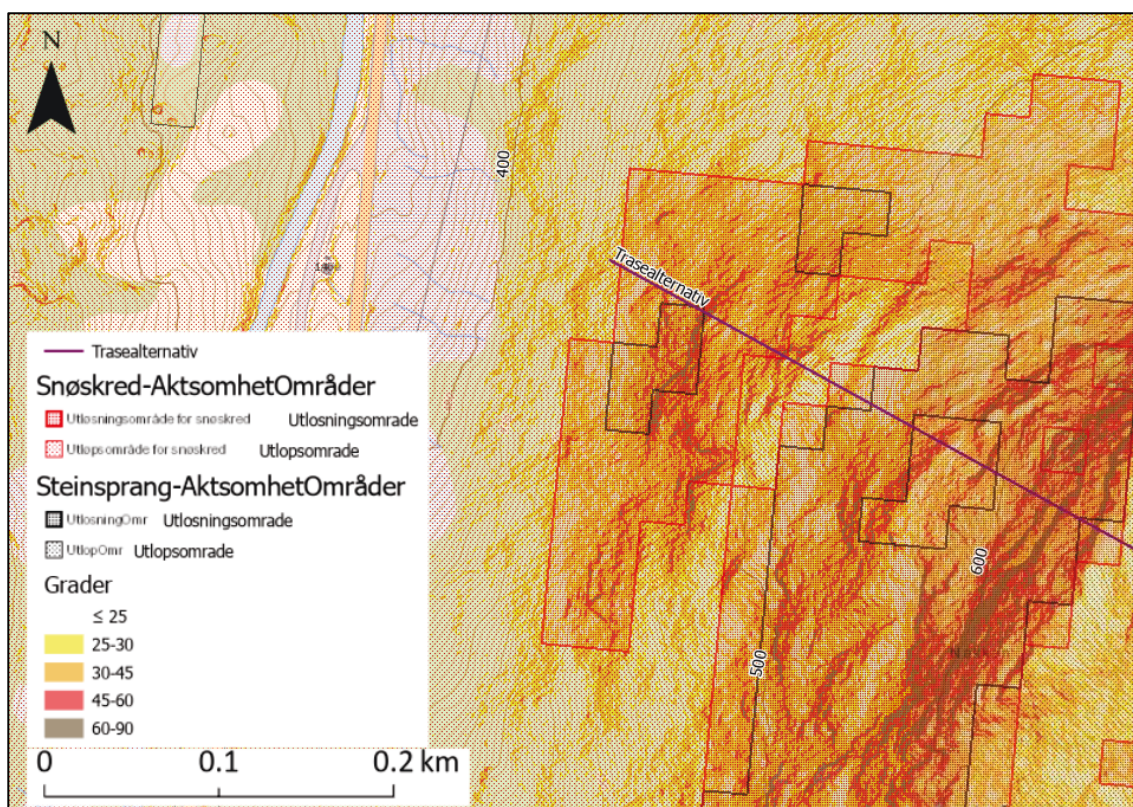 N
400
Trasealternativ
Trasealternativ
Snøskred-AktsomhetOmråder
Utløsningsområde for snøskred Utlosningsomrade
Utløpsområde for snøskred Utlopsomrade
Steinsprang-AktsomhetOmråder
UtlosningOmr Utlosningsomrade
UtlopOmr Utlopsomrade
Grader
≤ 25
25-30
30-45
45-60
60-90
600
500
0 0.1 0.2 km